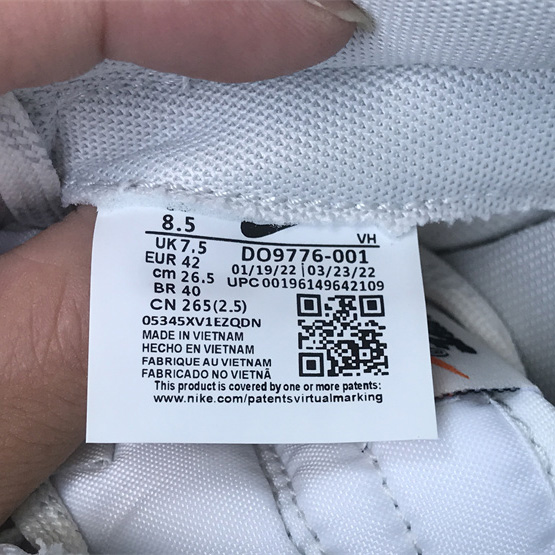 8.5
VH
UK 7.5
DO9776-001
EUR 42
01/19/22 | 03/23/22
cm 26.5
UPC 00196149642109
BR 40
CN 265(2.5)
05345XV1EZQDN
MADE IN VIETNAM
HECHO EN VIETNAM
FABRIQUE AU VIETNAM
FABRICADO NO VIETNÃ
This product is covered by one or more patents:
www.nike.com/patentsvirtualmarking